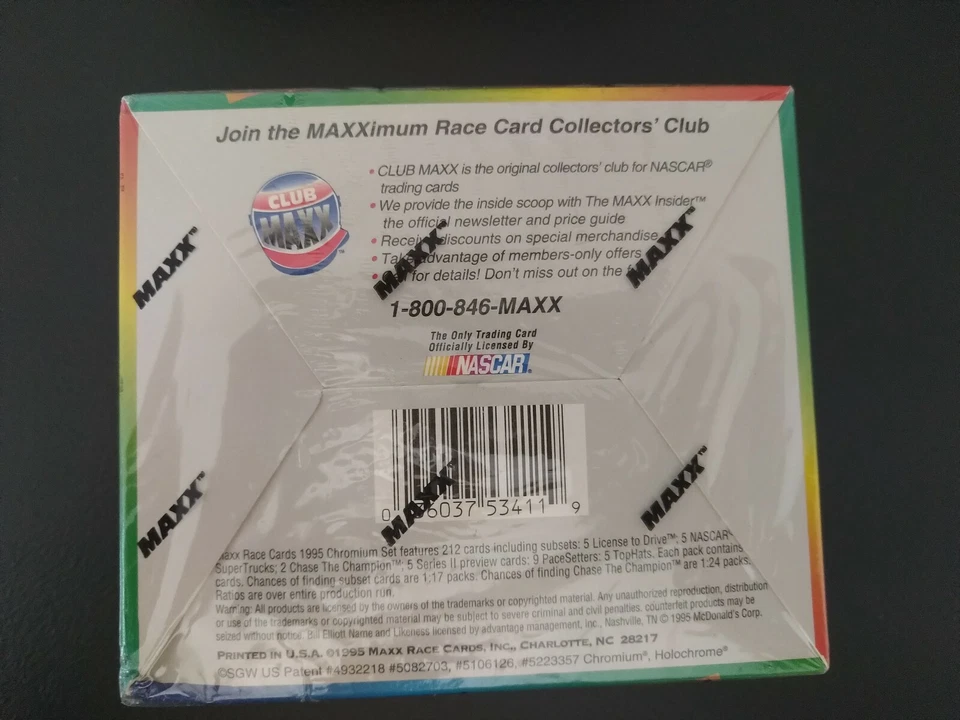 Join the MAXXimum Race Card Collectors' Club
CLUB
MAXX™
• CLUB MAXX is the original collectors' club for NASCAR®
trading cards
• We provide the inside scoop with The MAXX Insider™
the official newsletter and price guide
• Receive discounts on special merchandise
• Take advantage of members-only offers
for details! Don't miss out on the
MAXX™
MAXX™
MAXX™
1-800-846-MAXX
The Only Trading Card
Officially Licensed By
NASCAR®
0 6037 53411 9
MAXX™
MAXX™
MAXX™
Maxx Race Cards 1995 Chromium Set features 212 cards including subsets: 5 License to Drive™; 5 NASCAR
SuperTrucks; 2 Chase The Champion™; 5 Series II preview cards: 9 PaceSetters: 5 TopHats. Each pack contains
cards. Chances of finding subset cards are 1:17 packs. Chances of finding Chase The Champion™ are 1:24 packs.
Ratios are over entire production run.
Warning: All products are licensed by the owners of the trademarks or copyrighted material. Any unauthorized reproduction, distribution
or use of the trademarks or copyrighted material may be subject to severe criminal and civil penalties. counterfeit products may be
seized without notice. Bill Elliott Name and Likeness licensed by advantage management, Inc., Nashville, TN © 1995 McDonald's Corp.
PRINTED IN U.S.A. ©1995 MAXX RACE CARDS, INC., CHARLOTTE, NC 28217
©SGW US Patent #4932218 #5082703, #5106126, #5223357 Chromium®, Holochrome®